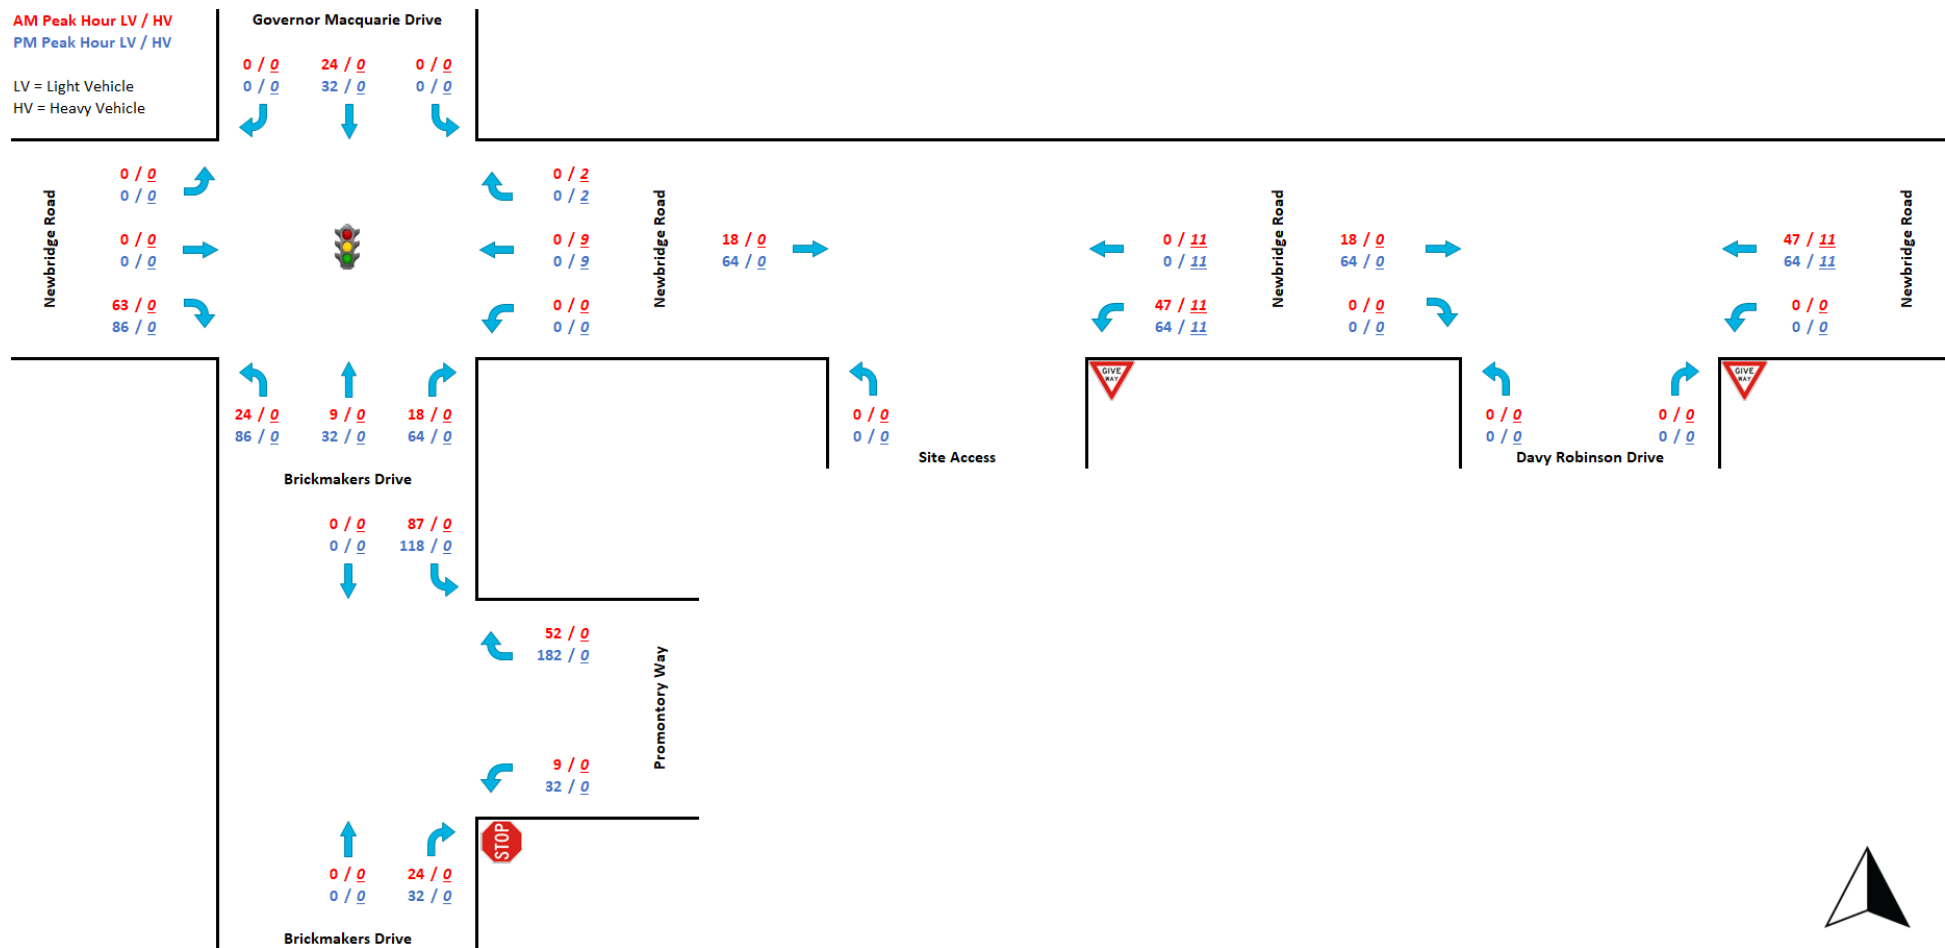 AM Peak Hour LV / HV
PM Peak Hour LV / HV
LV = Light Vehicle
HV = Heavy Vehicle
Governor Macquarie Drive
0 / 0 24 / 0 0 / 0
0 / 0 32 / 0 0 / 0
Newbridge Road
0 / 0
0 / 0
0 / 0
0 / 0
63 / 0
86 / 0
0 / 2
0 / 2
0 / 9
0 / 9
0 / 0
0 / 0
Newbridge Road
18 / 0
64 / 0
0 / 11
0 / 11
47 / 11
64 / 11
Newbridge Road
18 / 0
64 / 0
0 / 0
0 / 0
47 / 11
64 / 11
0 / 0
0 / 0
Newbridge Road
GIVE
WAY
GIVE
WAY
24 / 0 9 / 0 18 / 0
86 / 0 32 / 0 64 / 0
0 / 0
0 / 0
Site Access
0 / 0 0 / 0
0 / 0 0 / 0
Davy Robinson Drive
Brickmakers Drive
0 / 0 87 / 0
0 / 0 118 / 0
52 / 0
182 / 0
Promontory Way
9 / 0
32 / 0
STOP
0 / 0 24 / 0
0 / 0 32 / 0
Brickmakers Drive